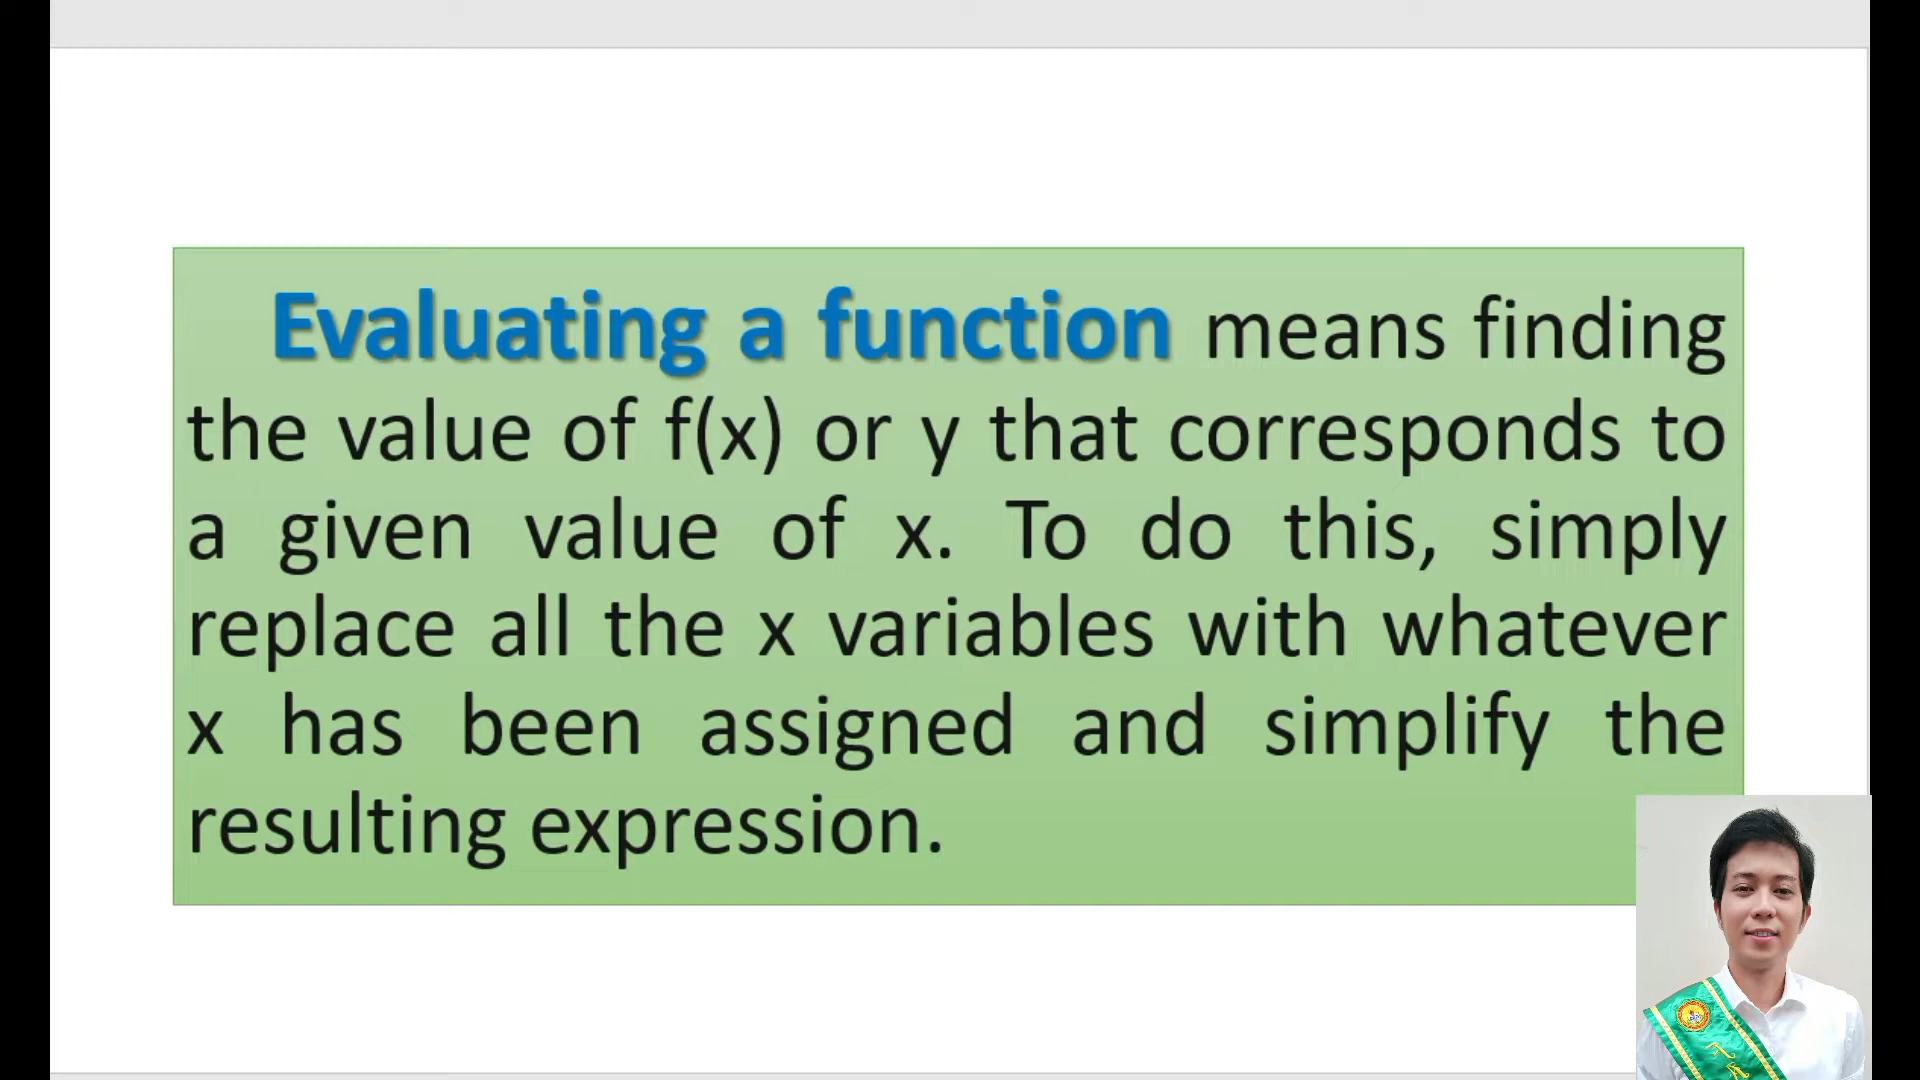 Evaluating a function means finding
the value of f(x) or y that corresponds to
a given value of x. To do this, simply
replace all the x variables with whatever
x has been assigned and simplify the
resulting expression.